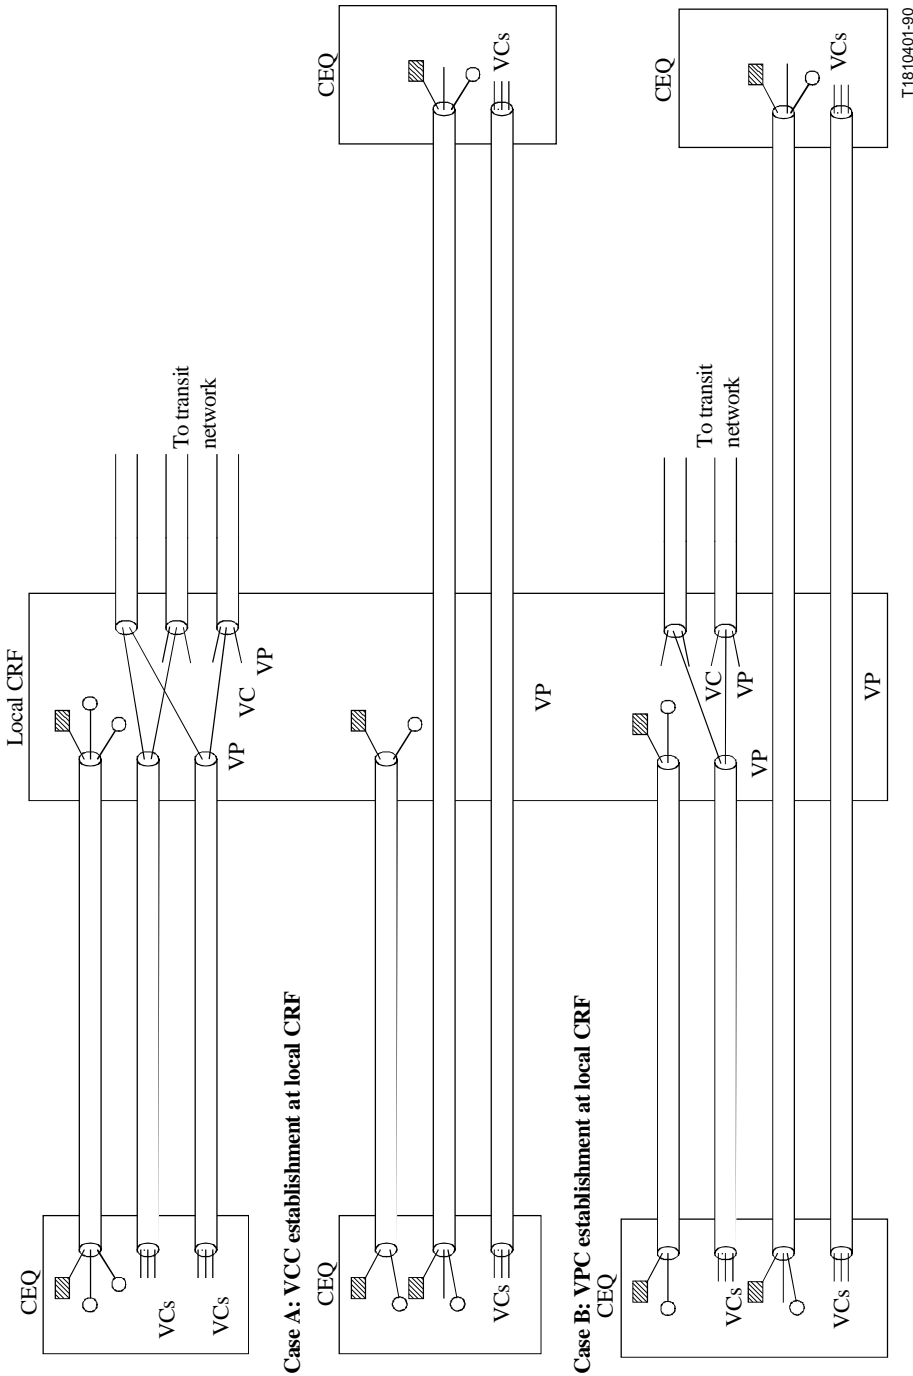 Local CRF
CEQ
VCs
VCs
VP
VC
VP
To transit
network
Case A: VCC establishment at local CRF
CEQ
CEQ
VCs
VP
VCs
Case B: VPC establishment at local CRF
CEQ
CEQ
VCs
VP
VC
VP
To transit
network
VCs
VP
VCs
T1810401-90